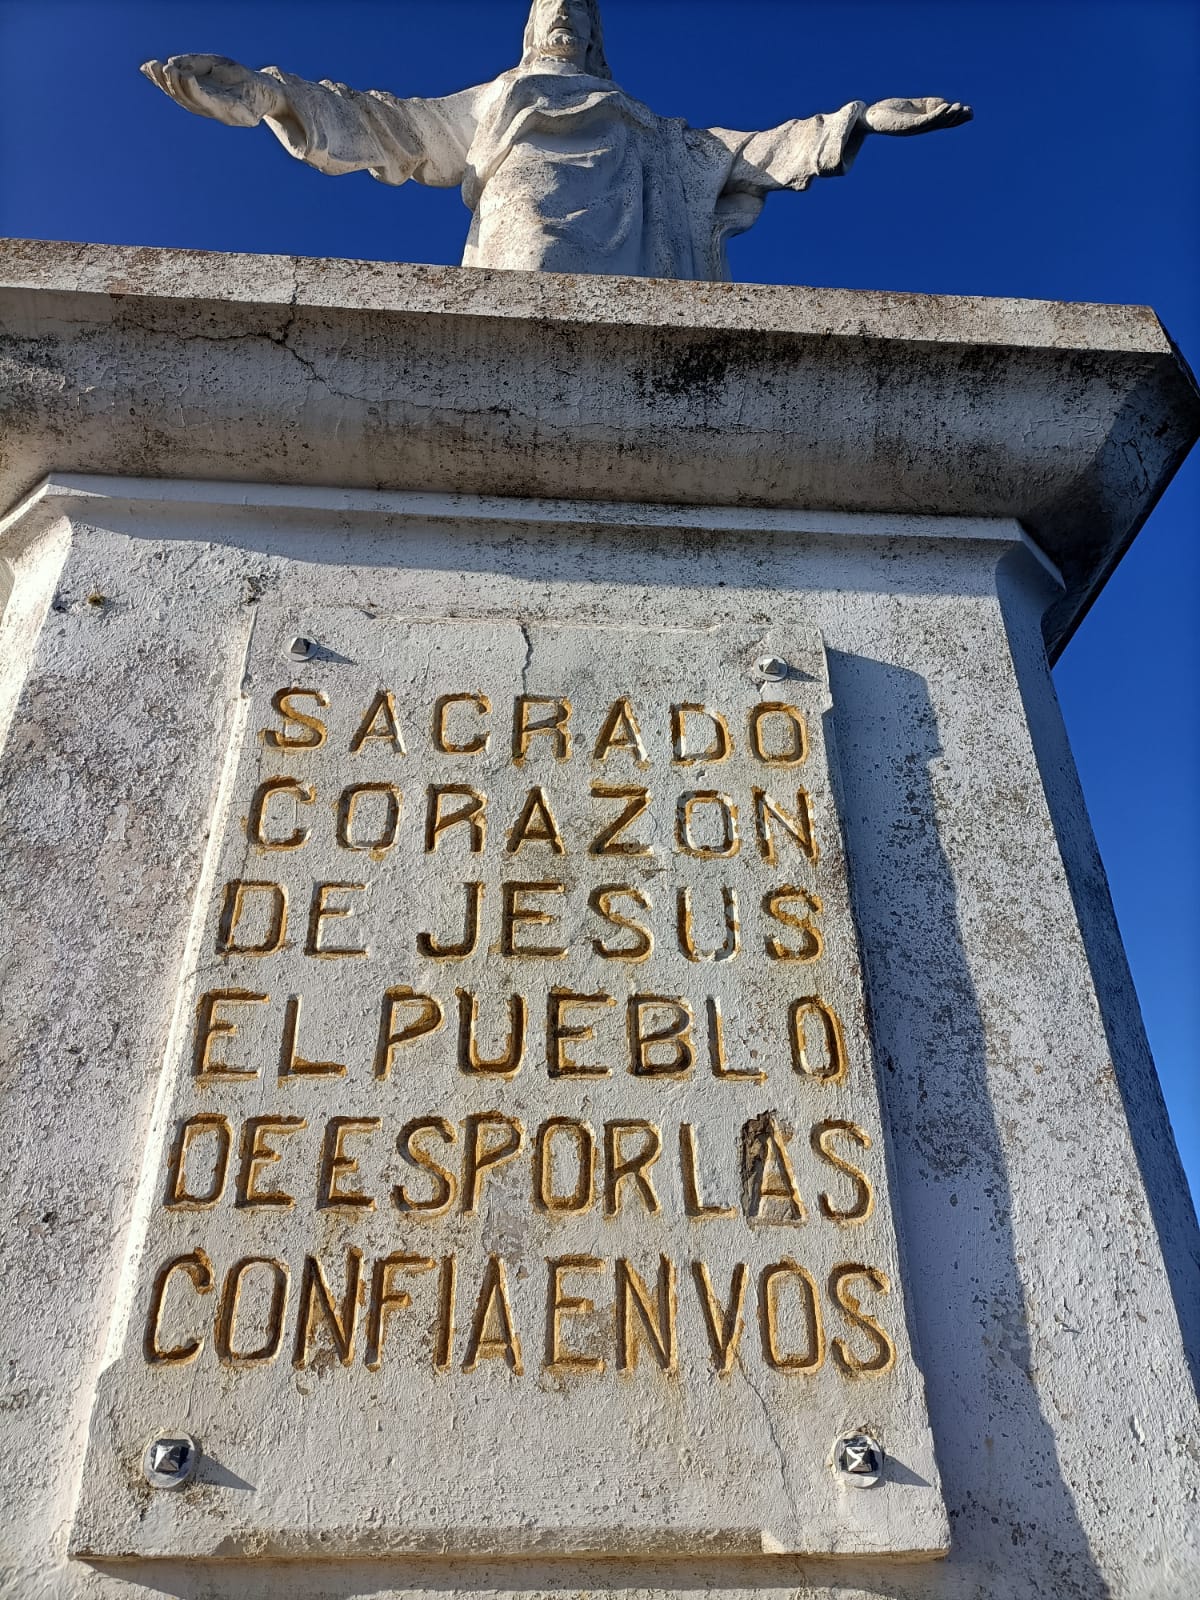 SACRADO
CORAZON
DE JESUS
EL PUEBLO
DE ESPORLAS
CONFIA EN VOS